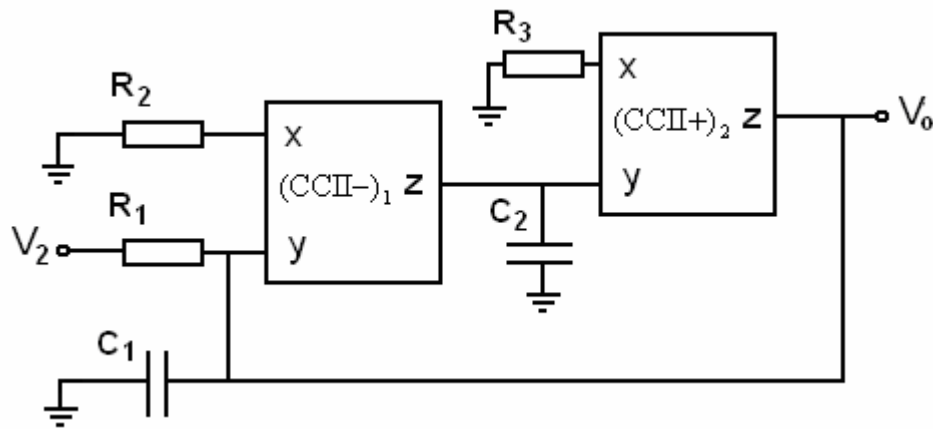 R3
x
(CCII+)2
z
Vo
y
R2
x
(CCII−)1
z
R1
V2
y
C2
C1